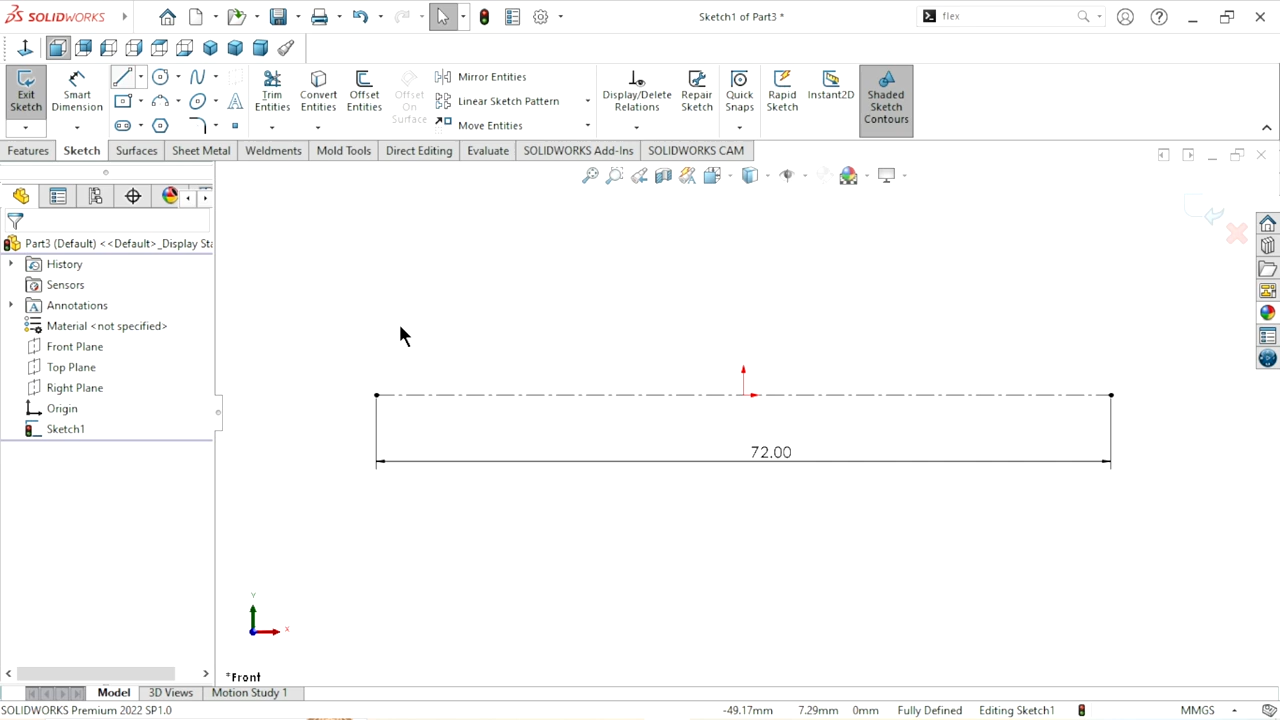 SOLIDWORKS
Sketch1 of Part3 *
flex
Exit Sketch
Smart Dimension
Trim Entities
Convert Entities
Offset Entities
Offset On Surface
Mirror Entities
Linear Sketch Pattern
Move Entities
Display/Delete Relations
Repair Sketch
Quick Snaps
Rapid Sketch
Instant2D
Shaded Sketch Contours
Features
Sketch
Surfaces
Sheet Metal
Weldments
Mold Tools
Direct Editing
Evaluate
SOLIDWORKS Add-Ins
SOLIDWORKS CAM
Part3 (Default) <<Default>_Display Sta
History
Sensors
Annotations
Material <not specified>
Front Plane
Top Plane
Right Plane
Origin
Sketch1
72.00
Y
X
*Front
Model
3D Views
Motion Study 1
SOLIDWORKS Premium 2022 SP1.0
-49.17mm
7.29mm
0mm
Fully Defined
Editing Sketch1
MMGS